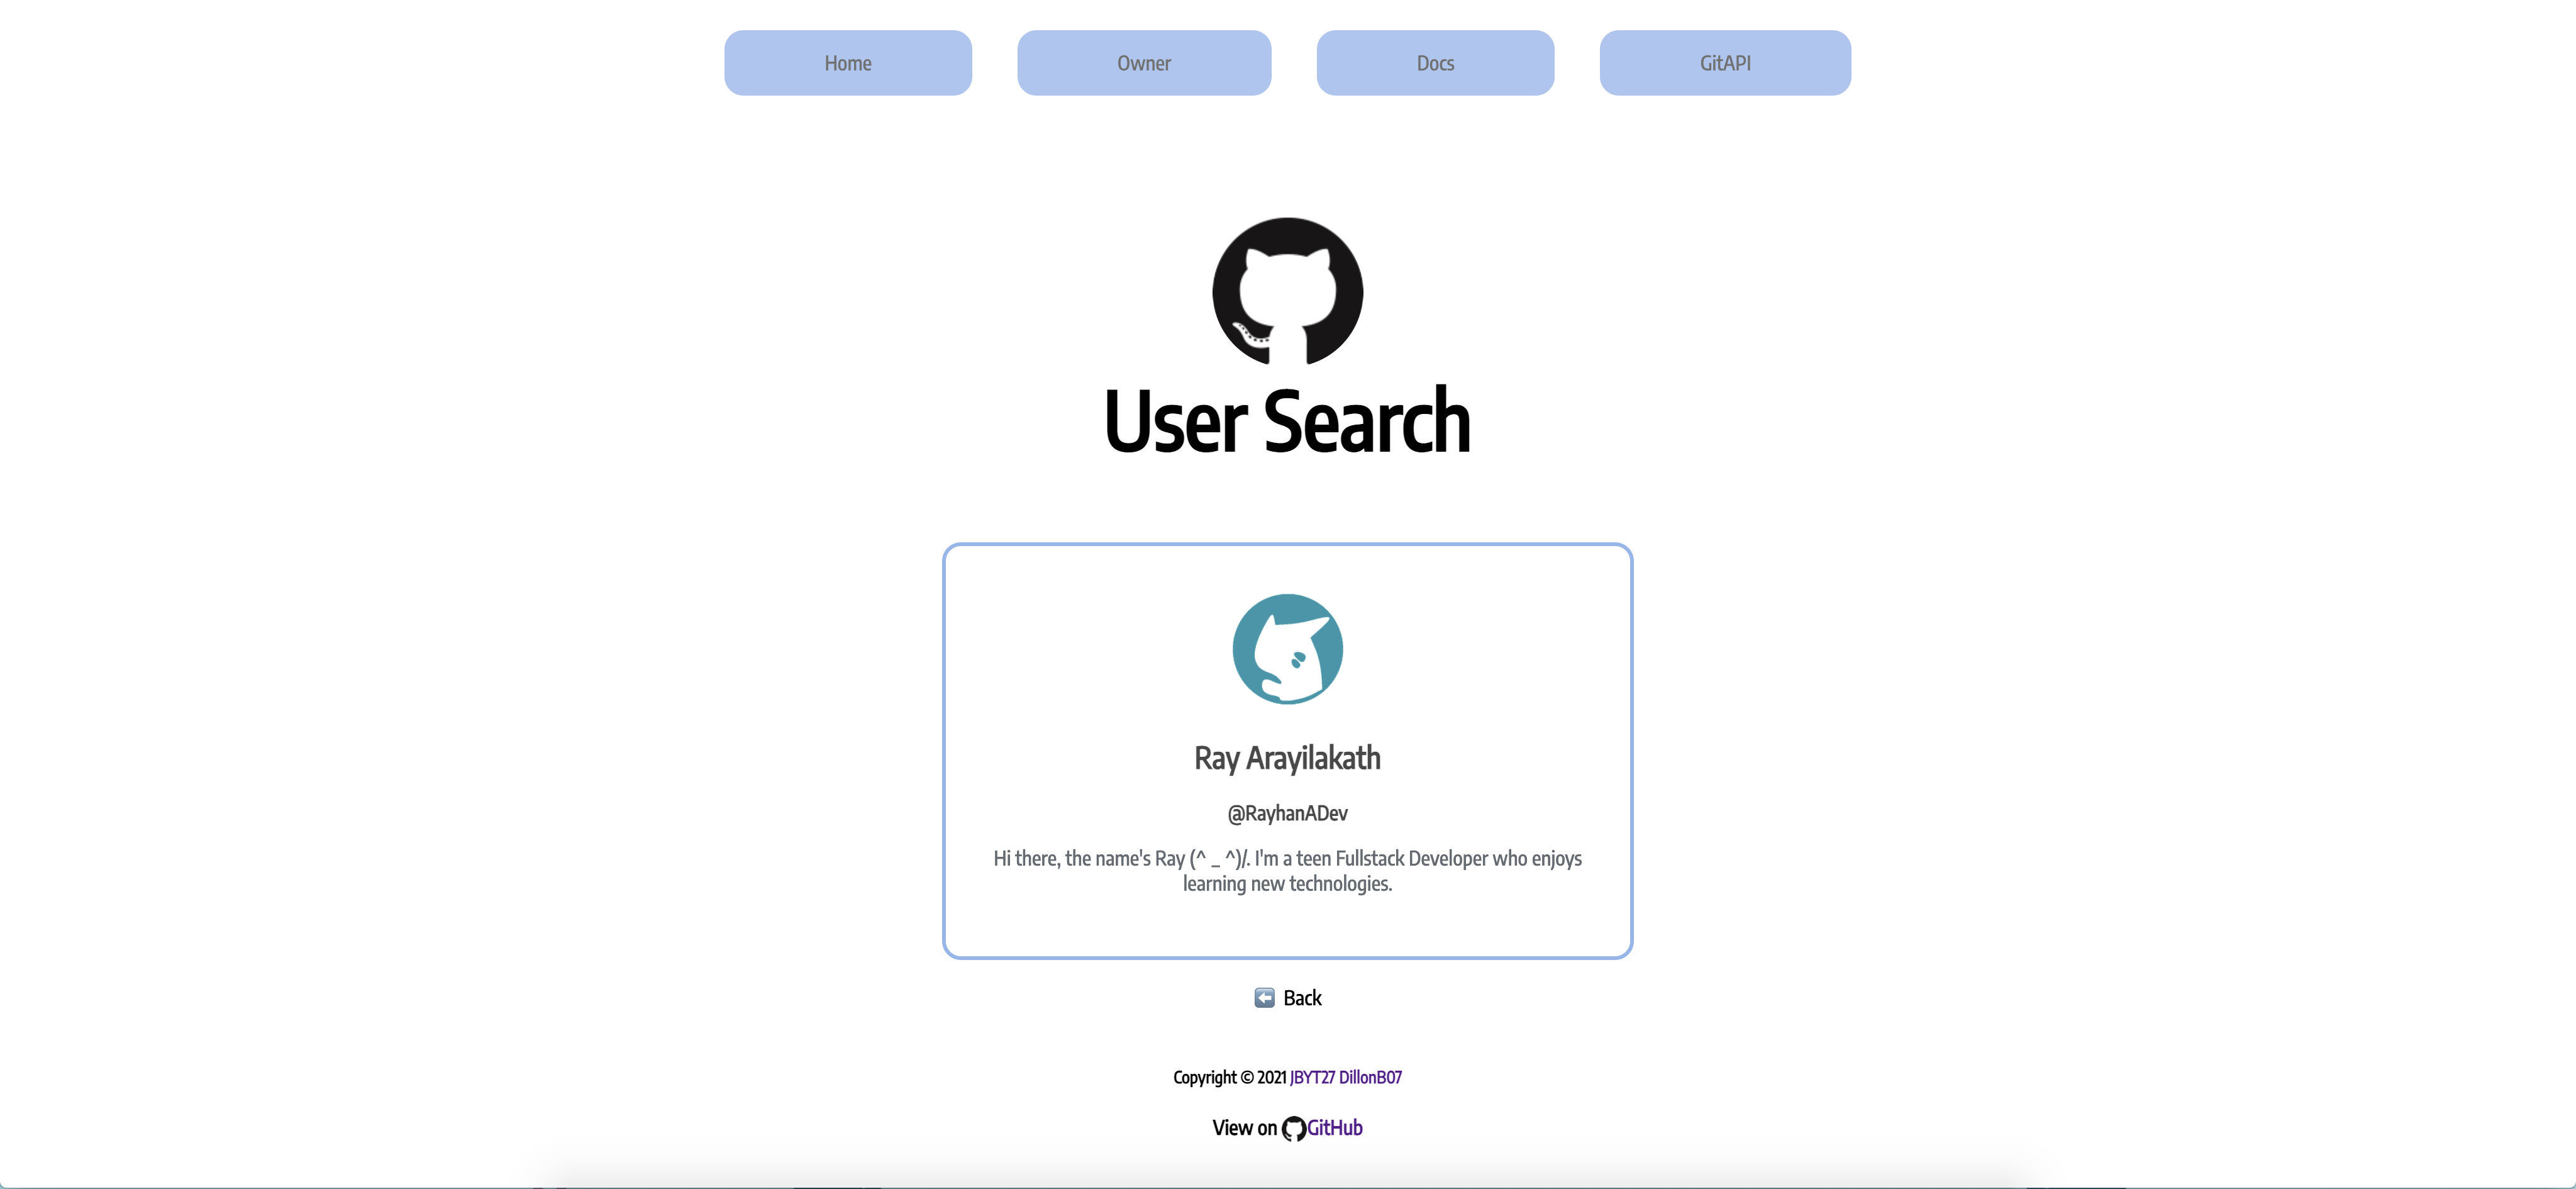 Home Owner Docs GitAPI
User Search
Ray Arayilakath
@RayhanADev
Hi there, the name's Ray (^ _ ^)/. I'm a teen Fullstack Developer who enjoys
learning new technologies.
⬅️ Back
Copyright © 2021 JBYT27 DillonB07
View on GitHub